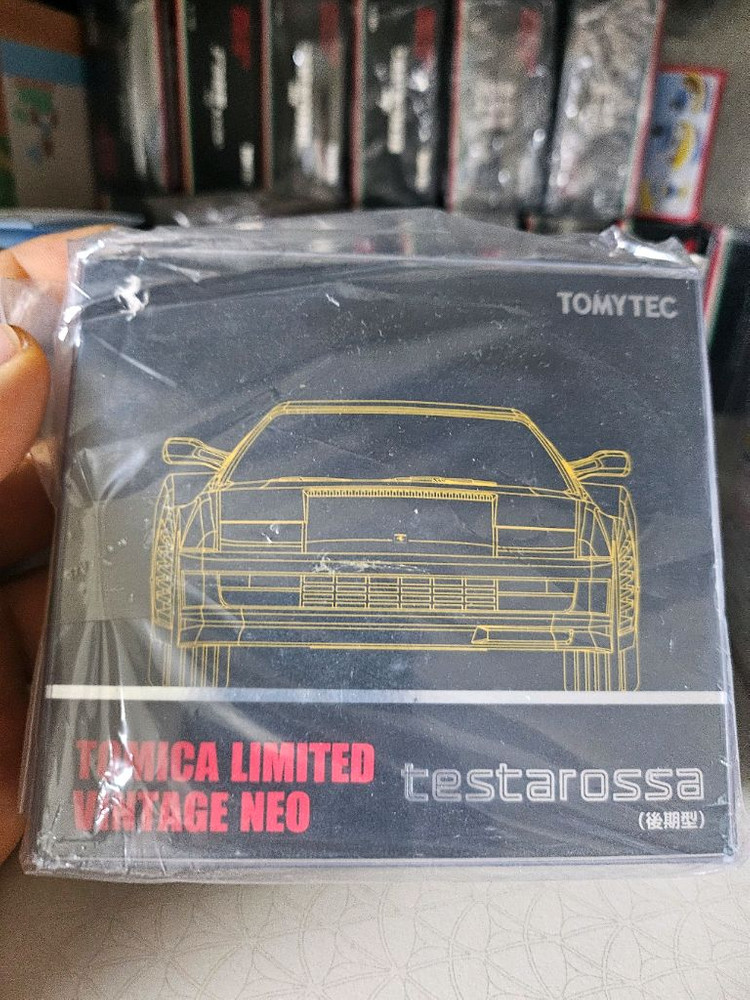 TOMYTEC
TOMICA LIMITED
VINTAGE NEO
testarossa
(後期型)